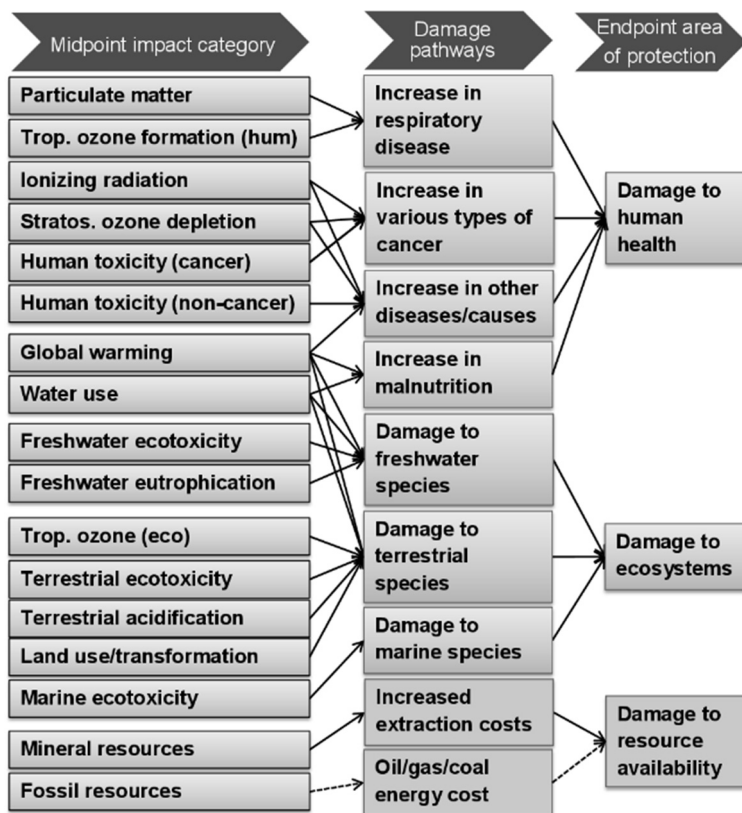 Midpoint impact category
Damage
pathways
Endpoint area
of protection
Particulate matter
Trop. ozone formation (hum)
Ionizing radiation
Stratos. ozone depletion
Human toxicity (cancer)
Human toxicity (non-cancer)
Global warming
Water use
Freshwater ecotoxicity
Freshwater eutrophication
Trop. ozone (eco)
Terrestrial ecotoxicity
Terrestrial acidification
Land use/transformation
Marine ecotoxicity
Mineral resources
Fossil resources
Increase in
respiratory
disease
Increase in
various types of
cancer
Increase in other
diseases/causes
Increase in
malnutrition
Damage to
freshwater
species
Damage to
terrestrial
species
Damage to
marine species
Increased
extraction costs
Oil/gas/coal
energy cost
Damage to
human
health
Damage to
ecosystems
Damage to
resource
availability